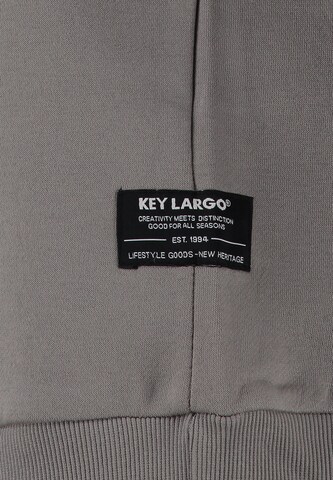 KEY LARGO®
CREATIVITY MEETS DISTINCTION
GOOD FOR ALL SEASONS
EST. 1994
LIFESTYLE GOODS - NEW HERITAGE